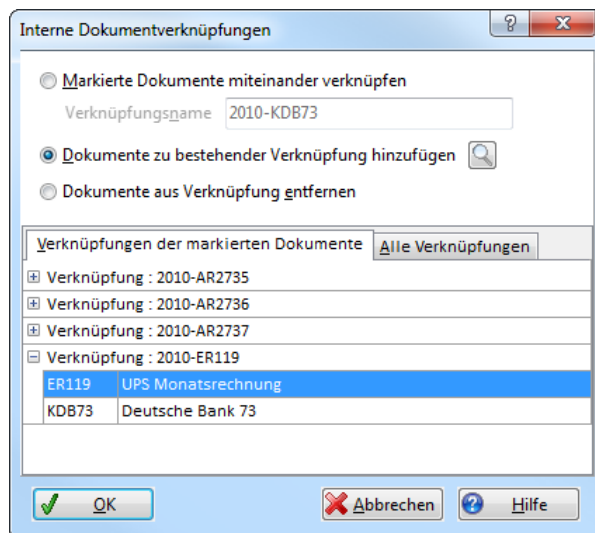 Interne Dokumentverknüpfungen
Markierte Dokumente miteinander verknüpfen
Verknüpfungsname 2010-KDB73
Dokumente zu bestehender Verknüpfung hinzufügen
Dokumente aus Verknüpfung entfernen
Verknüpfungen der markierten Dokumente Alle Verknüpfungen
Verknüpfung : 2010-AR2735
Verknüpfung : 2010-AR2736
Verknüpfung : 2010-AR2737
Verknüpfung : 2010-ER119
ER119 UPS Monatsrechnung
KDB73 Deutsche Bank 73
OK Abbrechen Hilfe